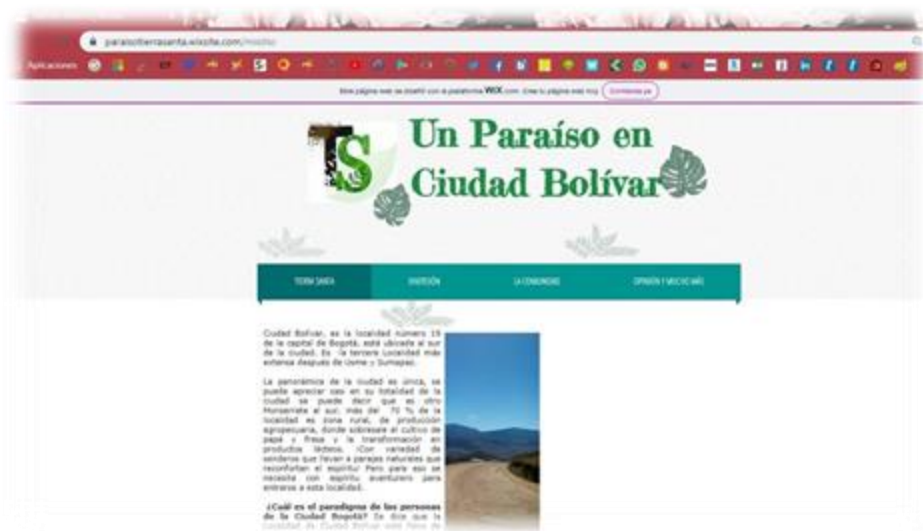 paraisotierrasanta.wixsite.com/misitio
Aplicaciones
Esta página web se diseñó con la plataforma WIX.com. Crea tu página web hoy. Comienza ya
TS
Un Paraíso en
Ciudad Bolívar
TIERRA SANTA INVERSIÓN LA COMUNIDAD OPINIÓN Y MUCHO MÁS
Ciudad Bolívar, es la localidad número 19
de la capital de Bogotá, está ubicada al sur
de la ciudad. Es la tercera Localidad más
extensa después de Usme y Sumapaz.
La panorámica de la ciudad es única, se
puede apreciar casi en su totalidad de la
ciudad se puede decir que es otro
Monserrate al sur, más del 70 % de la
localidad es zona rural, de producción
agropecuaria, donde sobresale el cultivo de
papa y fresa y la transformación en
productos lácteos. ¡Con variedad de
senderos que llevan a parajes naturales que
reconfortan el espíritu! Pero para eso se
necesita con espíritu aventurero para
entrarse a esta localidad.
¿Cuál es el paradigma de las personas
de la Ciudad Bogotá? Se dice que la